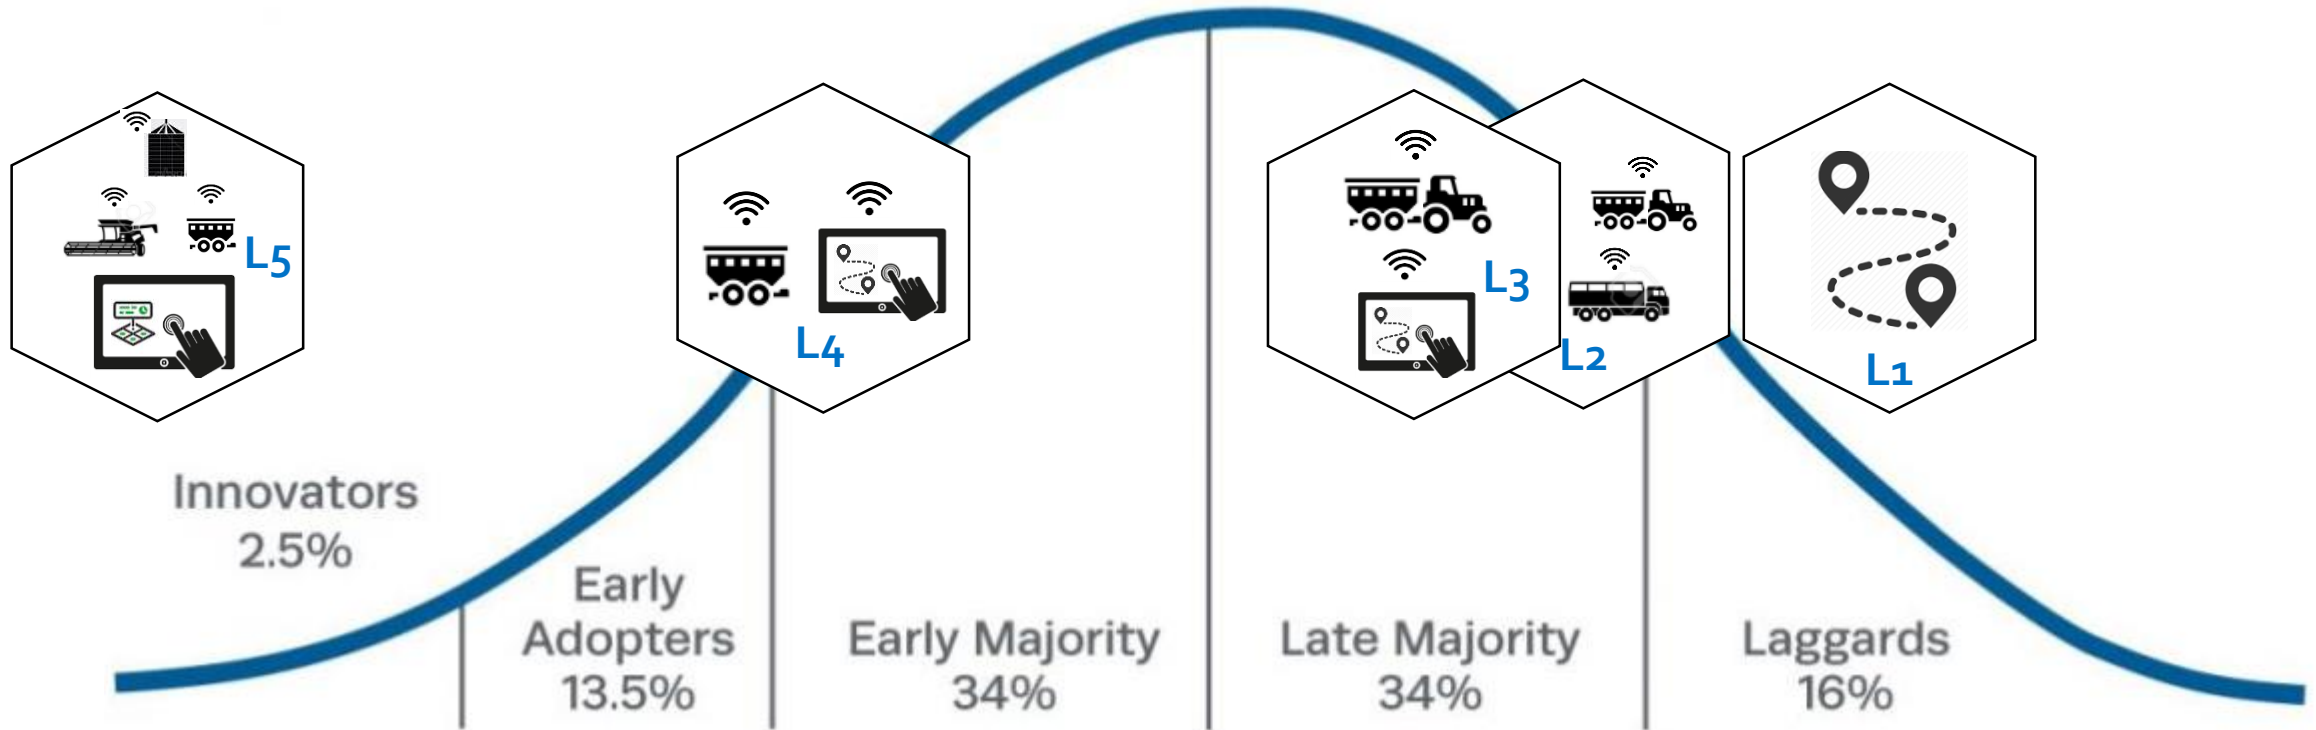 L5
L4
L3
L2
L1
Innovators
2.5%
Early
Adopters
13.5%
Early Majority
34%
Late Majority
34%
Laggards
16%